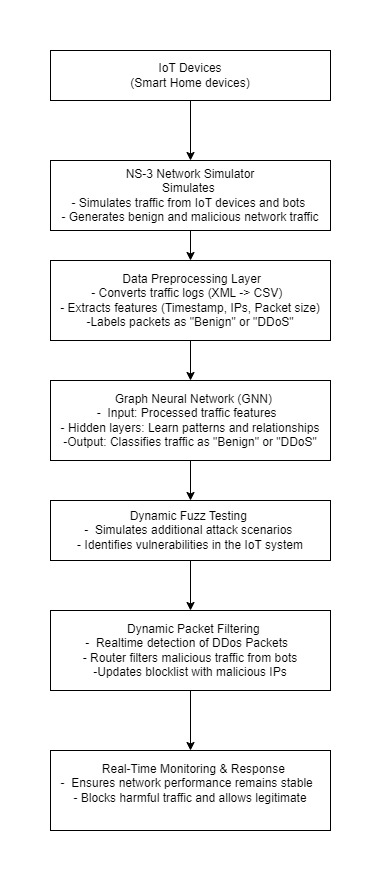 IoT Devices
(Smart Home devices)
NS-3 Network Simulator
Simulates
- Simulates traffic from IoT devices and bots
- Generates benign and malicious network traffic
Data Preprocessing Layer
- Converts traffic logs (XML -> CSV)
- Extracts features (Timestamp, IPs, Packet size)
-Labels packets as "Benign" or "DDoS"
Graph Neural Network (GNN)
- Input: Processed traffic features
- Hidden layers: Learn patterns and relationships
-Output: Classifies traffic as "Benign" or "DDoS"
Dynamic Fuzz Testing
- Simulates additional attack scenarios
- Identifies vulnerabilities in the IoT system
Dynamic Packet Filtering
- Realtime detection of DDos Packets
- Router filters malicious traffic from bots
-Updates blocklist with malicious IPs
Real-Time Monitoring & Response
- Ensures network performance remains stable
- Blocks harmful traffic and allows legitimate